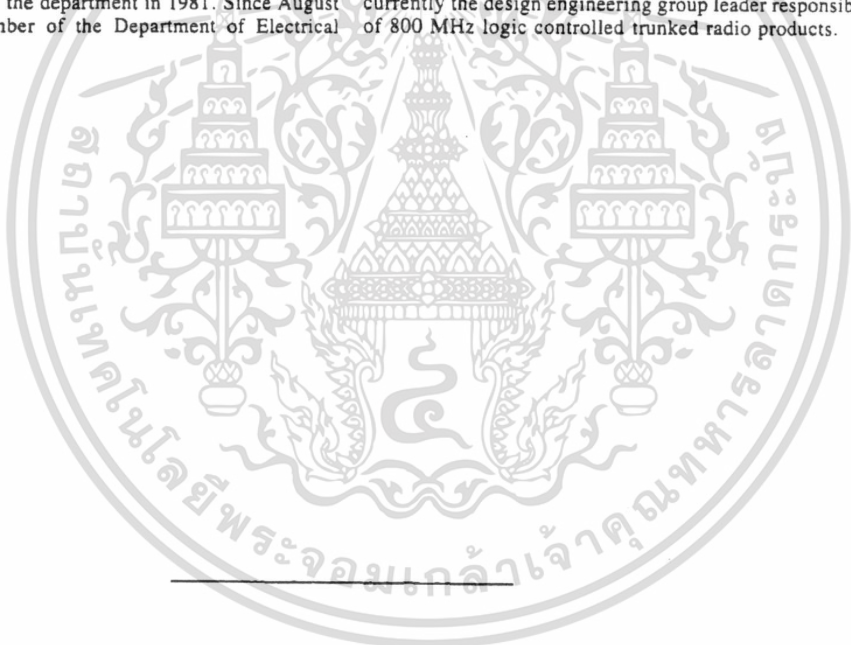 the department in 1981. Since August
mber of the Department of Electrical
currently the design engineering group leader responsib
of 800 MHz logic controlled trunked radio products.
สถาบันเทคโนโลยีพระจอมเกล้าเจ้าคุณทหารลาดกระบัง
๔